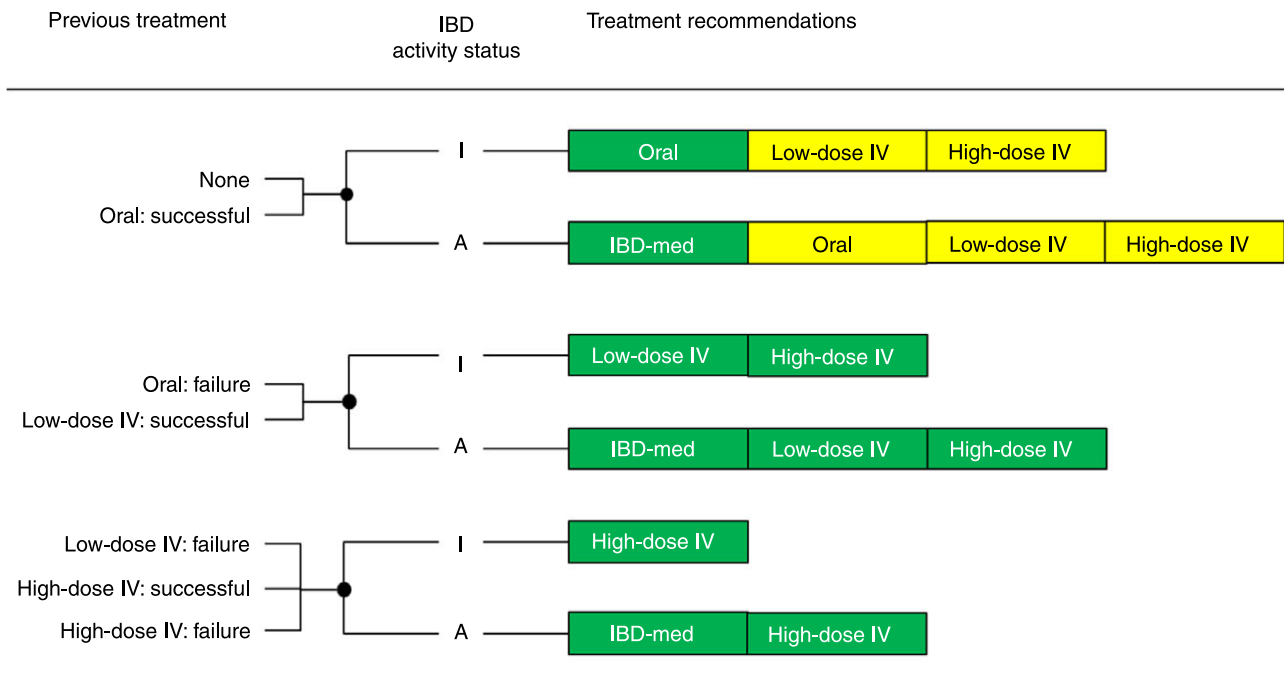 Previous treatment
IBD
activity status
Treatment recommendations
None
Oral: successful
I
Oral
Low-dose IV
High-dose IV
A
IBD-med
Oral
Low-dose IV
High-dose IV
Oral: failure
Low-dose IV: successful
I
Low-dose IV
High-dose IV
A
IBD-med
Low-dose IV
High-dose IV
Low-dose IV: failure
High-dose IV: successful
High-dose IV: failure
I
High-dose IV
A
IBD-med
High-dose IV